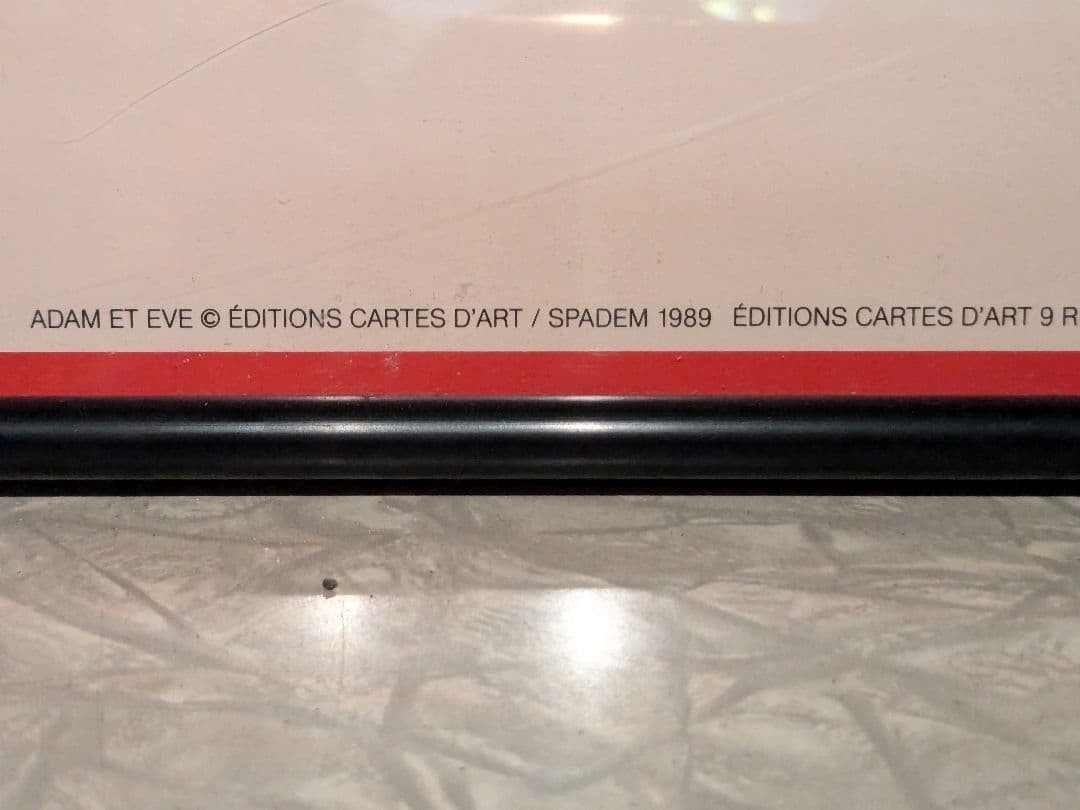 ADAM ET EVE © ÉDITIONS CARTES D'ART / SPADEM 1989 ÉDITIONS CARTES D'ART 9 R